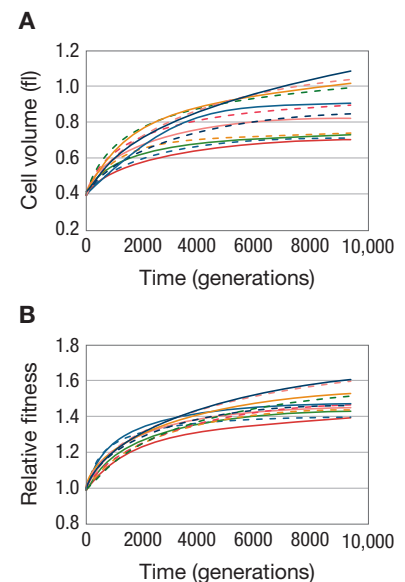 A
Cell volume (fl)
1.2
1.0
0.8
0.6
0.4
0.2
0 2000 4000 6000 8000 10,000
Time (generations)
B
Relative fitness
1.8
1.6
1.4
1.2
1.0
0.8
0 2000 4000 6000 8000 10,000
Time (generations)